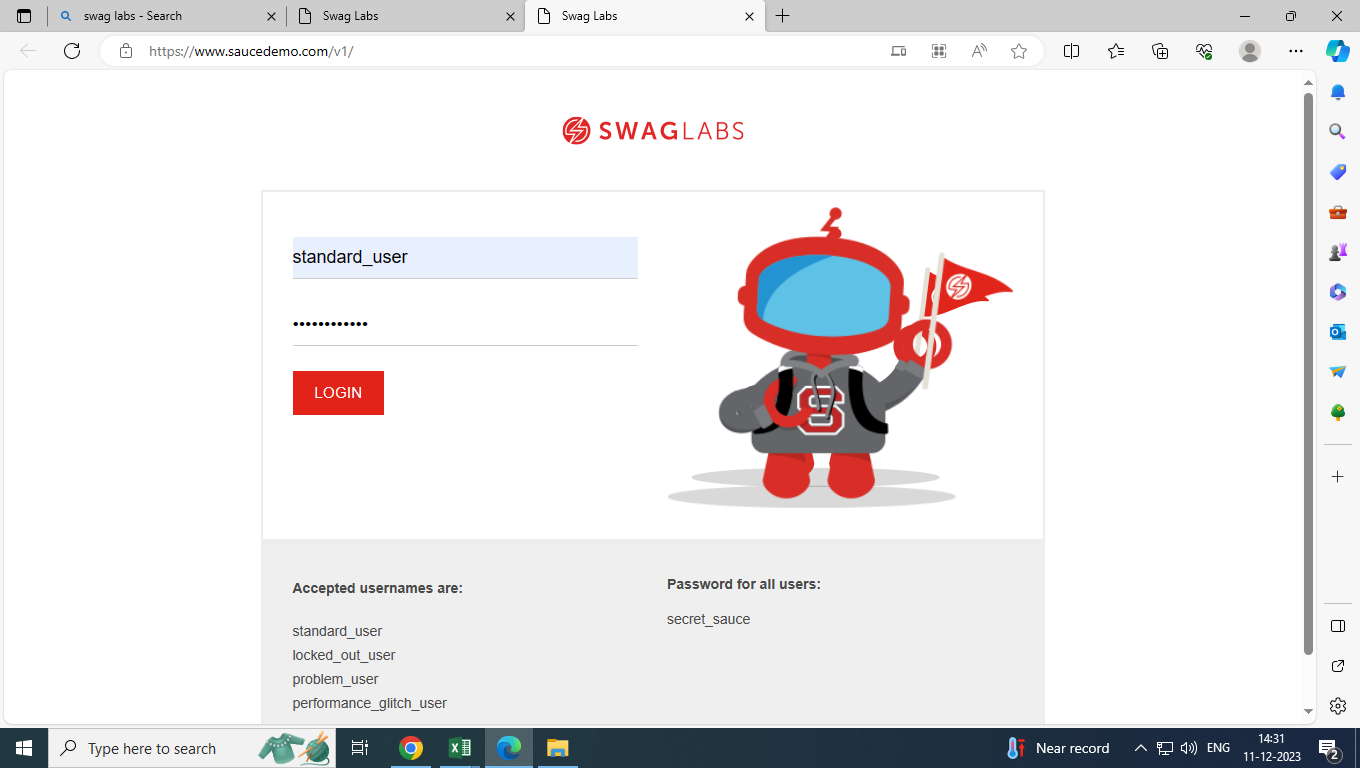 swag labs - Search
Swag Labs
Swag Labs
https://www.saucedemo.com/v1/
SWAGLABS
standard_user
••••••••••••
LOGIN
S
Accepted usernames are:
standard_user
locked_out_user
problem_user
performance_glitch_user
Password for all users:
secret_sauce
Type here to search
Near record
ENG
14:31
11-12-2023
2